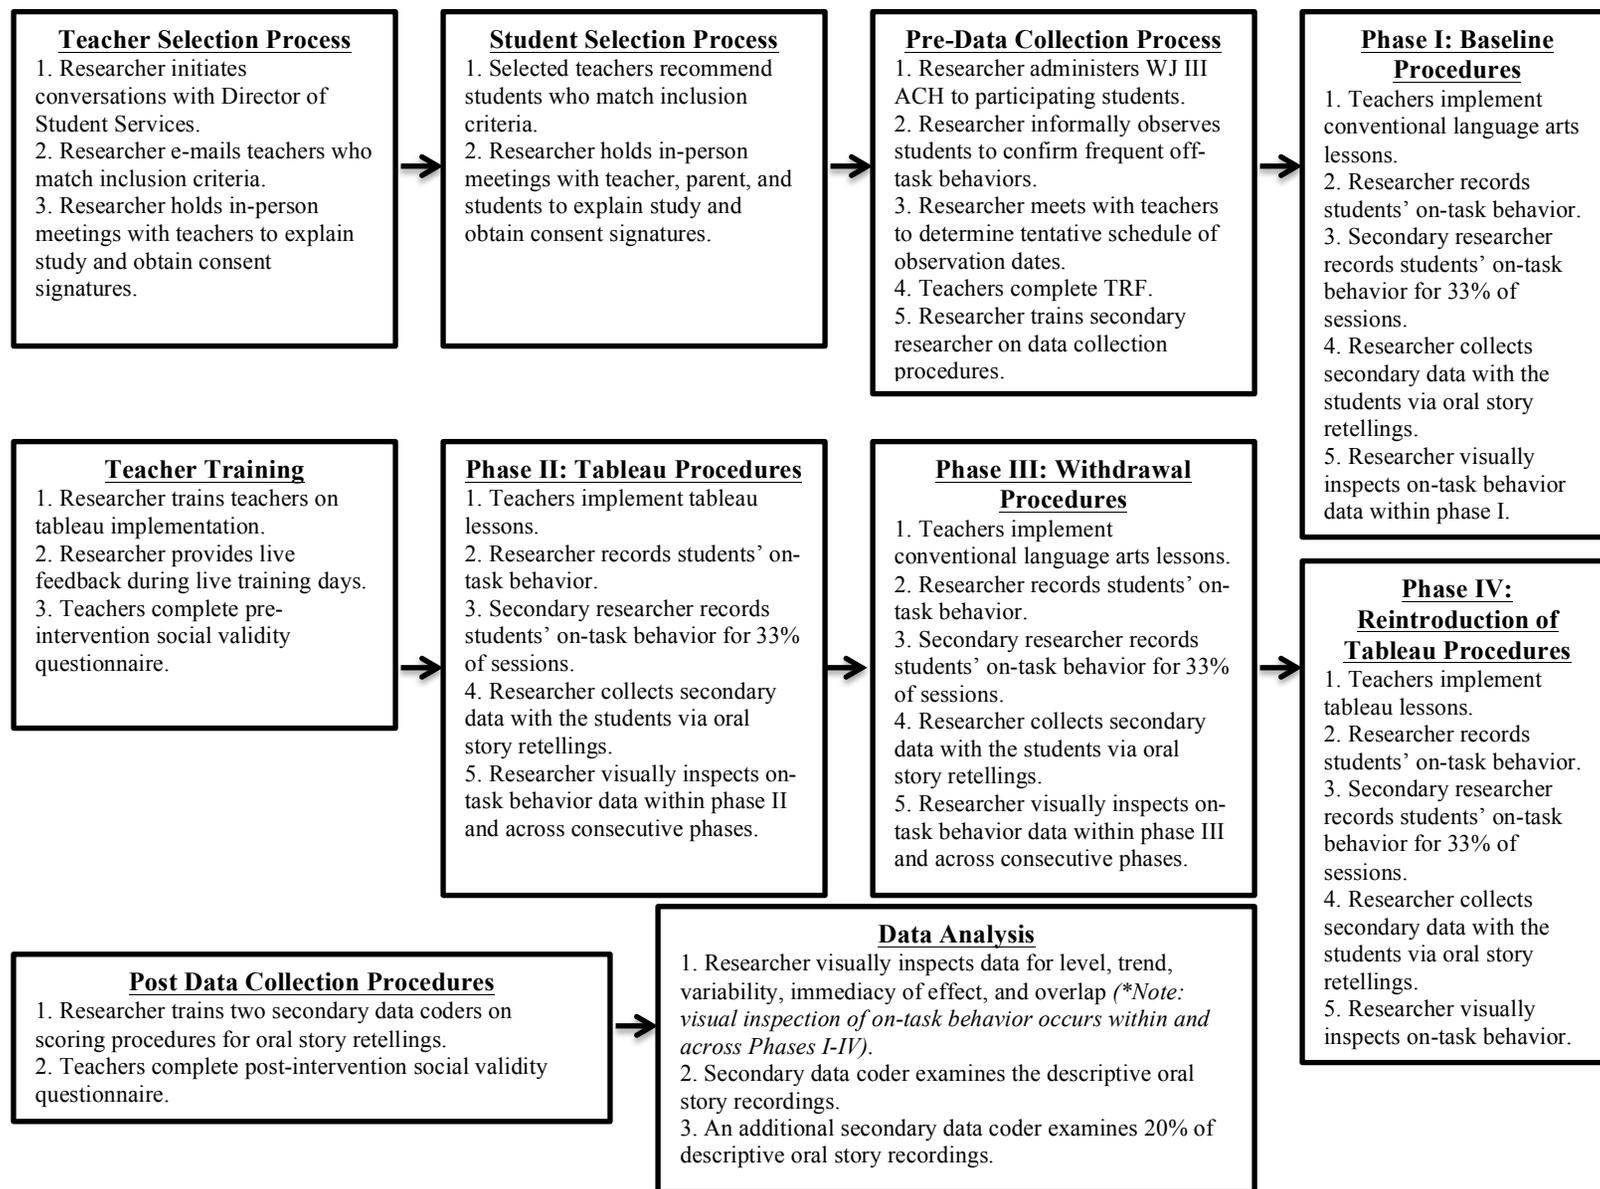 Teacher Selection Process
1. Researcher initiates
conversations with Director of
Student Services.
2. Researcher e-mails teachers who
match inclusion criteria.
3. Researcher holds in-person
meetings with teachers to explain
study and obtain consent
signatures.
Student Selection Process
1. Selected teachers recommend
students who match inclusion
criteria.
2. Researcher holds in-person
meetings with teacher, parent, and
students to explain study and
obtain consent signatures.
Pre-Data Collection Process
1. Researcher administers WJ III
ACH to participating students.
2. Researcher informally observes
students to confirm frequent off-
task behaviors.
3. Researcher meets with teachers
to determine tentative schedule of
observation dates.
4. Teachers complete TRF.
5. Researcher trains secondary
researcher on data collection
procedures.
Phase I: Baseline
Procedures
1. Teachers implement
conventional language arts
lessons.
2. Researcher records
students’ on-task behavior.
3. Secondary researcher
records students’ on-task
behavior for 33% of
sessions.
4. Researcher collects
secondary data with the
students via oral story
retellings.
5. Researcher visually
inspects on-task behavior
data within phase I.
Teacher Training
1. Researcher trains teachers on
tableau implementation.
2. Researcher provides live
feedback during live training days.
3. Teachers complete pre-
intervention social validity
questionnaire.
Phase II: Tableau Procedures
1. Teachers implement tableau
lessons.
2. Researcher records students’ on-
task behavior.
3. Secondary researcher records
students’ on-task behavior for 33%
of sessions.
4. Researcher collects secondary
data with the students via oral
story retellings.
5. Researcher visually inspects on-
task behavior data within phase II
and across consecutive phases.
Phase III: Withdrawal
Procedures
1. Teachers implement
conventional language arts lessons.
2. Researcher records students’ on-
task behavior.
3. Secondary researcher records
students’ on-task behavior for 33%
of sessions.
4. Researcher collects secondary
data with the students via oral
story retellings.
5. Researcher visually inspects on-
task behavior data within phase III
and across consecutive phases.
Phase IV:
Reintroduction of
Tableau Procedures
1. Teachers implement
tableau lessons.
2. Researcher records
students’ on-task behavior.
3. Secondary researcher
records students’ on-task
behavior for 33% of
sessions.
4. Researcher collects
secondary data with the
students via oral story
retellings.
5. Researcher visually
inspects on-task behavior.
Post Data Collection Procedures
1. Researcher trains two secondary data coders on
scoring procedures for oral story retellings.
2. Teachers complete post-intervention social validity
questionnaire.
Data Analysis
1. Researcher visually inspects data for level, trend,
variability, immediacy of effect, and overlap (*Note:
visual inspection of on-task behavior occurs within and
across Phases I-IV).
2. Secondary data coder examines the descriptive oral
story recordings.
3. An additional secondary data coder examines 20% of
descriptive oral story recordings.